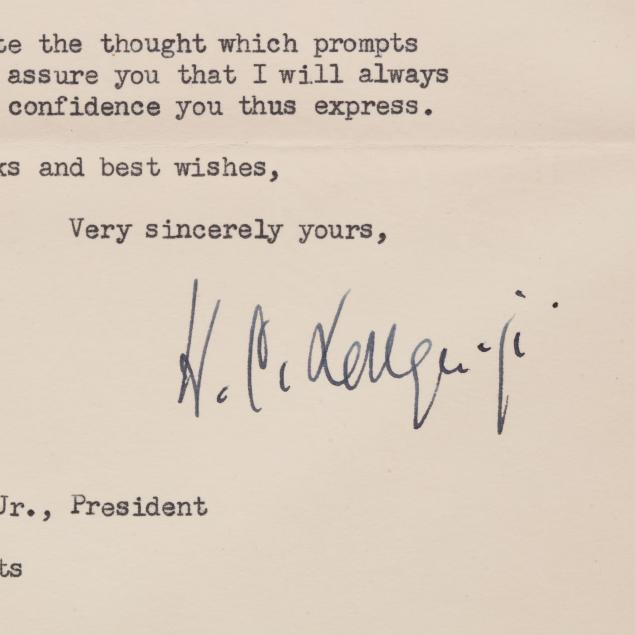 te the thought which prompts
assure you that I will always
confidence you thus express.
ks and best wishes,
Very sincerely yours,
H.
Jr., President
ts